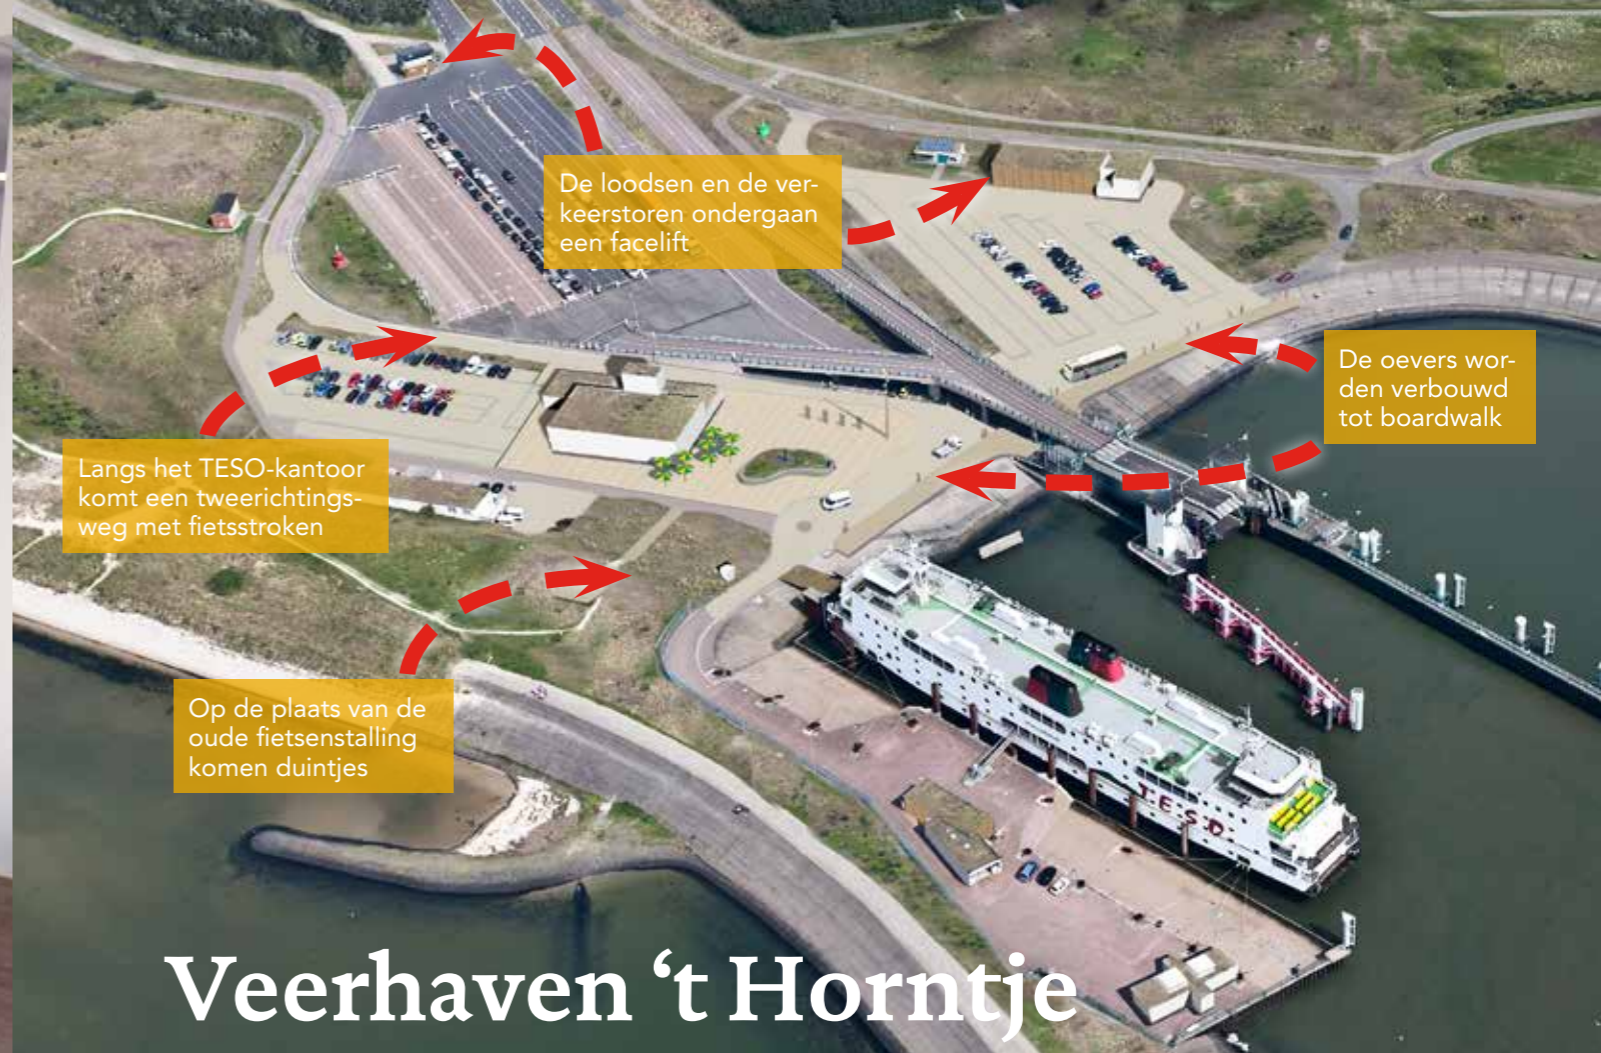 De loodsen en de ver-
keerstoren ondergaan
een facelift
De oevers wor-
den verbouwd
tot boardwalk
Langs het TESO-kantoor
komt een tweerichtings-
weg met fietsstroken
Op de plaats van de
oude fietsenstalling
komen duintjes
T.E.S.O.
Veerhaven ‘t Horntje